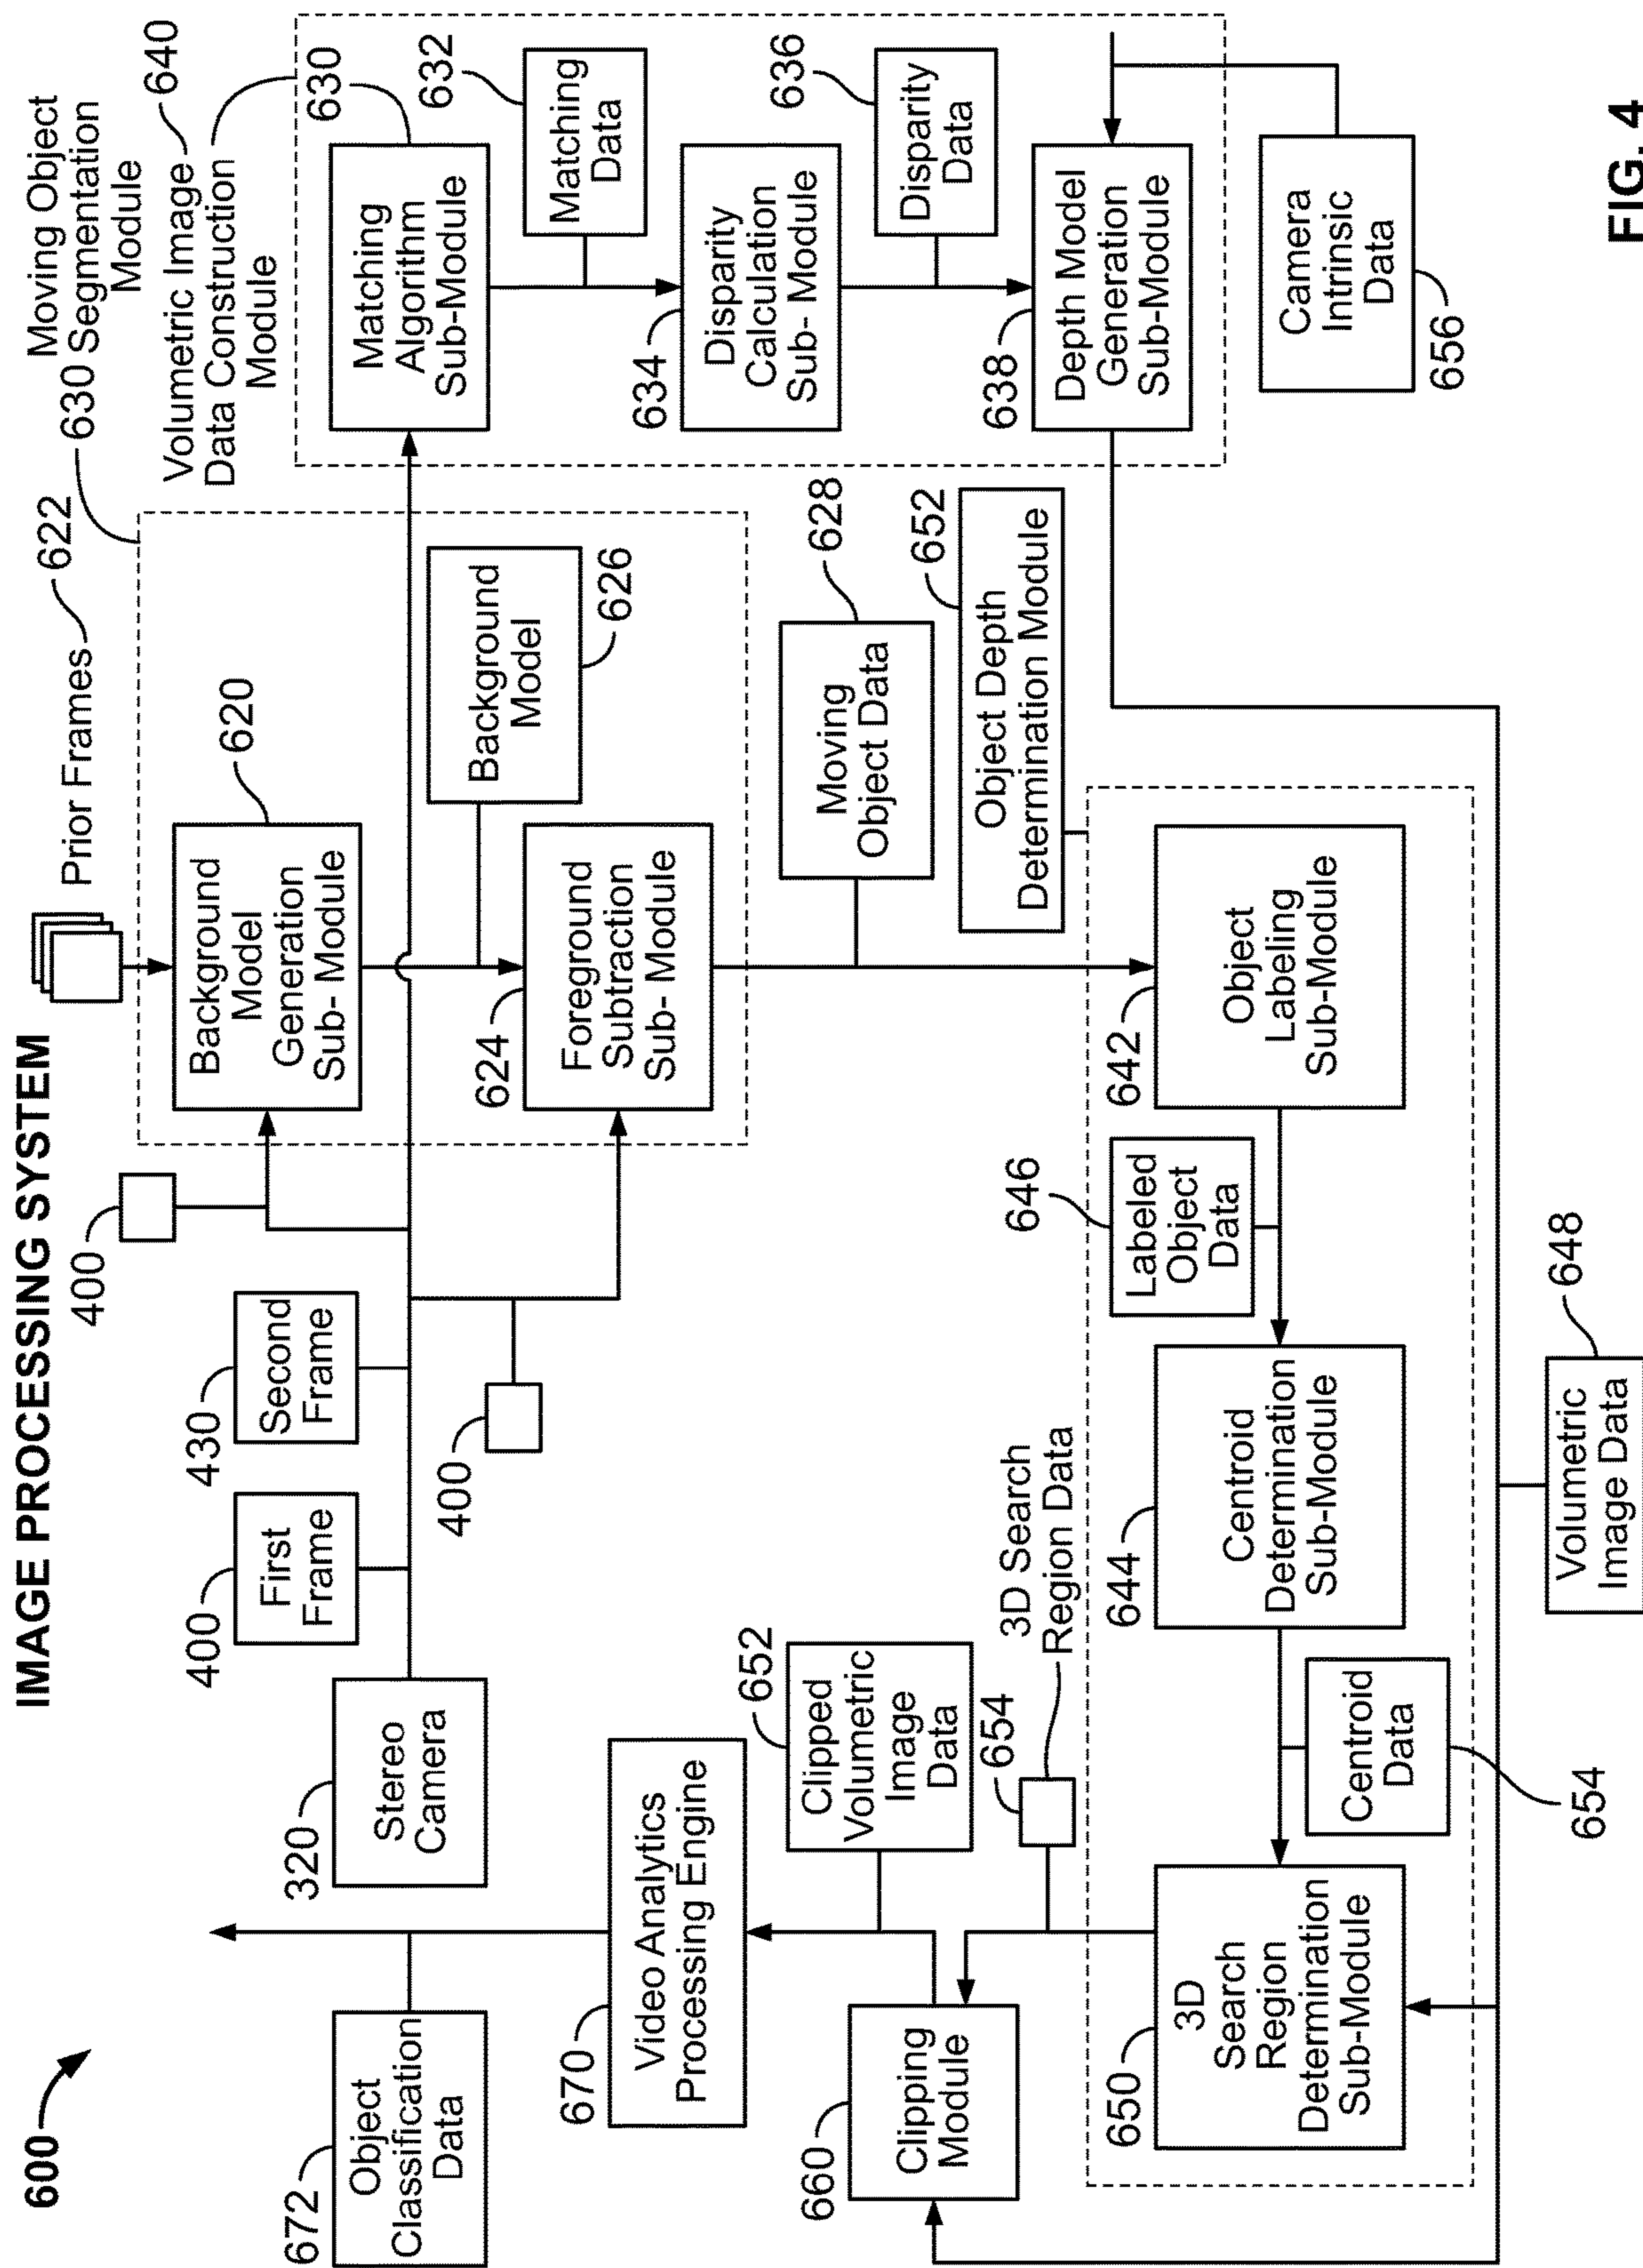 IMAGE PROCESSING SYSTEM
600
672
Object
Classification
Data
320
Stereo
Camera
400
First
Frame
430
Second
Frame
400
400
Prior Frames
622
Background
Model
Generation
Sub- Module
620
624
Foreground
Subtraction
Sub- Module
Background
Model
626
Moving Object
630 Segmentation
Module
Volumetric Image
640
Data Construction
Module
630
Matching
Algorithm
Sub-Module
632
Matching
Data
634
Disparity
Calculation
Sub- Module
636
Disparity
Data
638
Depth Model
Generation
Sub-Module
Camera
Intrinsic
Data
656
670
Video Analytics
Processing Engine
652
Clipped
Volumetric
Image
Data
660
Clipping
Module
654
3D Search
Region Data
Moving
Object Data
628
652
Object Depth
Determination Module
650
3D
Search
Region
Determination
Sub-Module
Centroid
Data
654
644
Centroid
Determination
Sub-Module
646
Labeled
Object
Data
642
Object
Labeling
Sub-Module
Volumetric
Image Data
648
FIG. 4